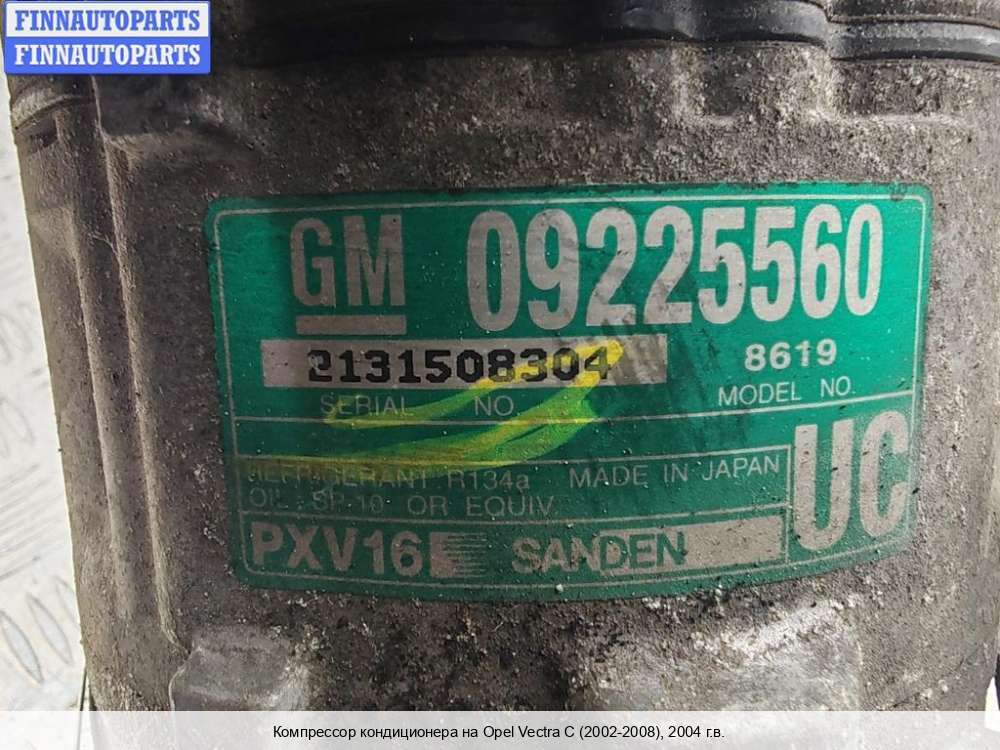 FINNAUTOPARTS
FINNAUTOPARTS
GM 09225560
2131508304 8619
SERIAL NO. MODEL NO.
REFRIGERANT R134a MADE IN JAPAN
OIL SP-10 OR EQUIV
UC
PXV16 SANDEN
Компрессор кондиционера на Opel Vectra C (2002-2008), 2004 г.в.